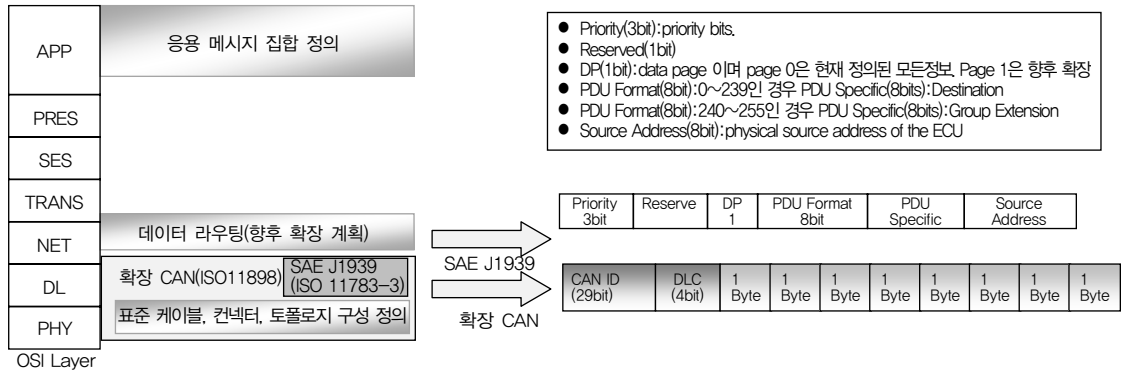 APP
PRES
SES
TRANS
NET
DL
PHY
OSI Layer
응용 메시지 집합 정의
데이터 라우팅(향후 확장 계획)
확장 CAN(ISO11898)
SAE J1939
(ISO 11783-3)
표준 케이블, 컨넥터, 토폴로지 구성 정의
SAE J1939
확장 CAN
● Priority(3bit):priority bits.
● Reserved(1bit)
● DP(1bit):data page 이며 page 0은 현재 정의된 모든정보, Page 1은 향후 확장
● PDU Format(8bit):0～239인 경우 PDU Specific(8bits):Destination
● PDU Format(8bit):240～255인 경우 PDU Specific(8bits):Group Extension
● Source Address(8bit):physical source address of the ECU
Priority
3bit
Reserve
DP
1
PDU Format
8bit
PDU
Specific
Source
Address
CAN ID
(29bit)
DLC
(4bit)
1
Byte
1
Byte
1
Byte
1
Byte
1
Byte
1
Byte
1
Byte
1
Byte